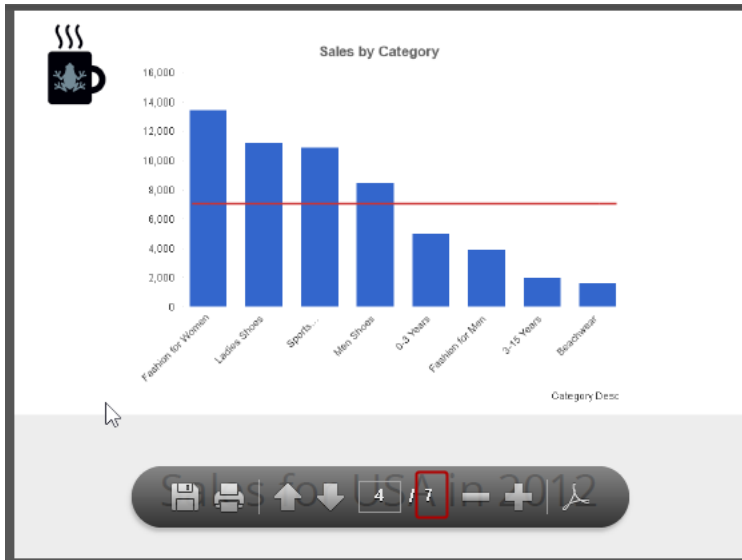 Sales by Category
16,000
14,000
12,000
10,000
8,000
6,000
4,000
2,000
0
Fashion for Women
Ladies Shoes
Sports...
Men Shoes
0-3 Years
Fashion for Men
3-15 Years
Beachwear
Category Desc
Sales for USA in 2012
4 / 7